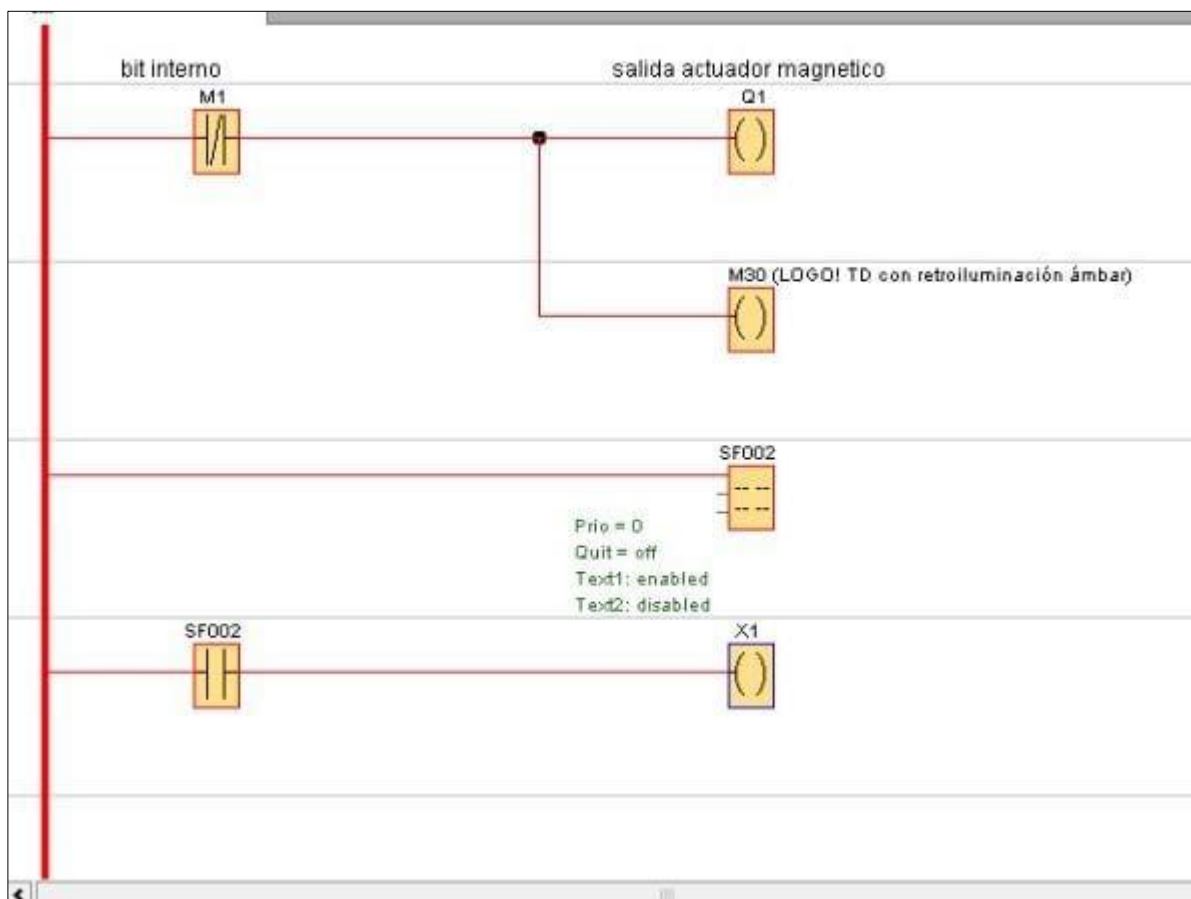 bit interno
salida actuador magnetico
M1
Q1
M30 (LOGO! TD con retroiluminación ámbar)
SF002
Prio = 0
Quit = off
Text1: enabled
Text2: disabled
SF002
X1